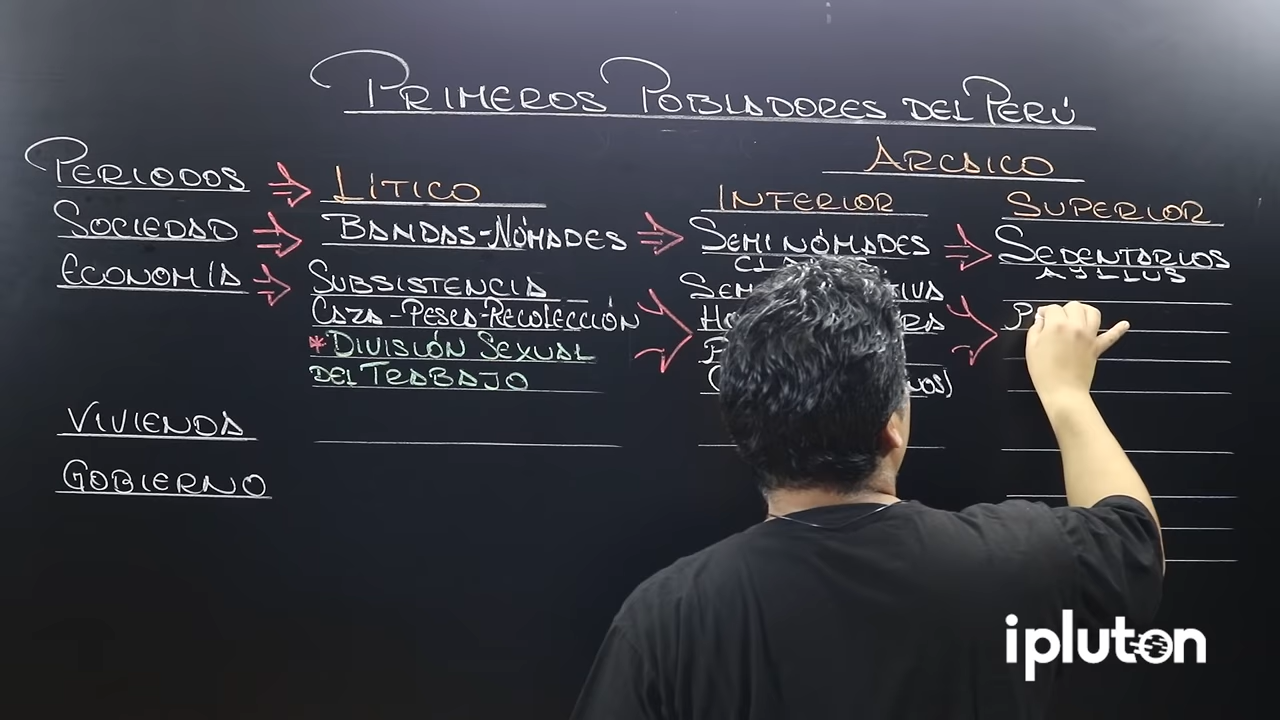 PRIMEROS POBLADORES DEL PERÚ
ARCAICO
PERIODOS LÍTICO INFERIOR SUPERIOR
SOCIEDAD BANDAS-NÓMADES SEMINÓMADES SEDENTARIOS
AYLLUS
ECONOMÍA SUBSISTENCIA
CAZA-PESCA-RECOLECCIÓN
* DIVISIÓN SEXUAL
DEL TRABAJO
VIVIENDA
GOBIERNO
ipluton